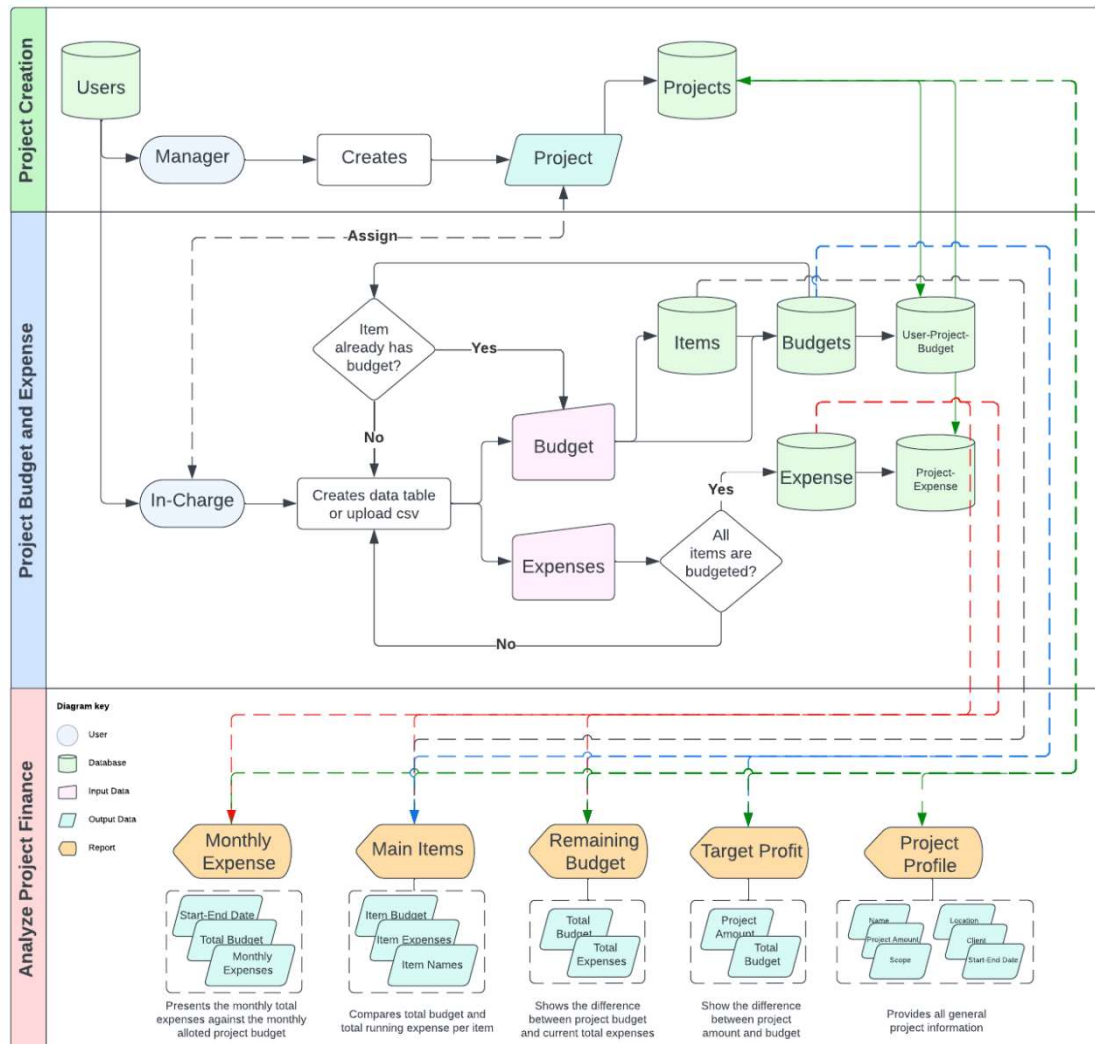 Project Creation
Users
Projects
Manager
Creates
Project
Project Budget and Expense
Assign
Item
already has
budget?
Yes
No
Items
Budgets
User-Project-
Budget
Budget
In-Charge
Creates data table
or upload csv
Expenses
Yes
Expense
Project-
Expense
All
items are
budgeted?
No
Analyze Project Finance
Diagram key
User
Database
Input Data
Output Data
Report
Monthly
Expense
Main Items
Remaining
Budget
Target Profit
Project
Profile
Start-End Date
Total Budget
Monthly
Expenses
Item Budget
Item Expenses
Item Names
Total
Budget
Total
Expenses
Project
Amount
Total
Budget
Name
Project Amount
Scope
Location
Client
Start-End Date
Presents the monthly total
expenses against the monthly
alloted project budget
Compares total budget and
total running expense per item
Shows the difference
between project budget
and current total expenses
Show the difference
between project
amount and budget
Provides all general
project information